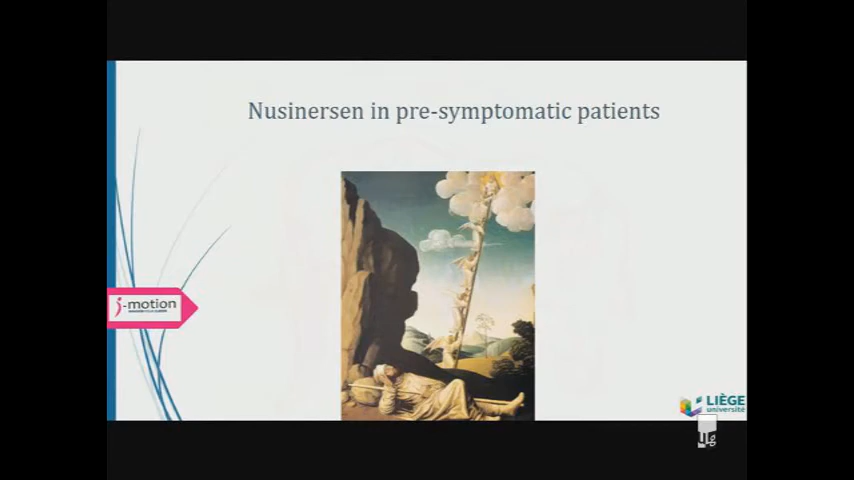 Nusinersen in pre-symptomatic patients
i-motion
LIÈGE
université